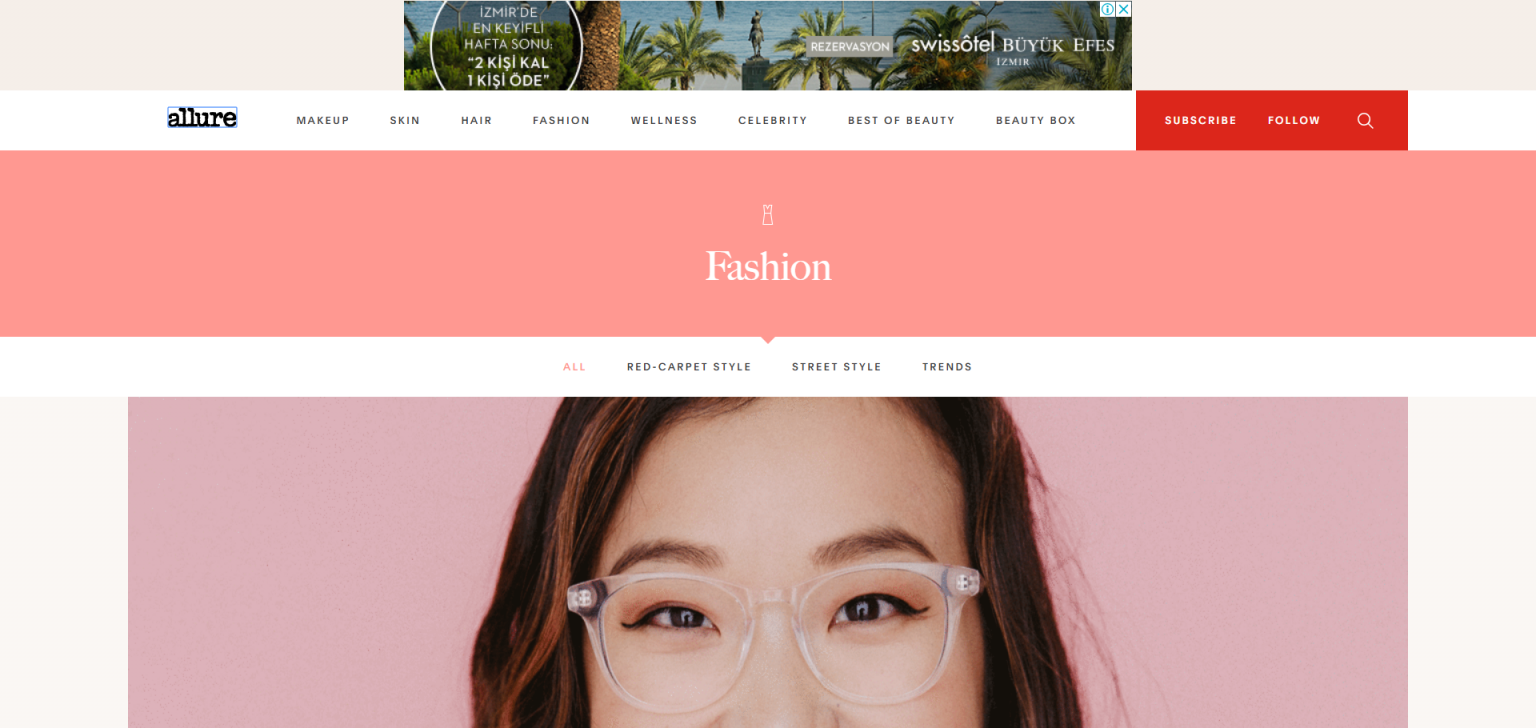 İZMİR'DE
EN KEYİFLİ
HAFTA SONU:
"2 KİŞİ KAL
1 KİŞİ ÖDE"
REZERVASYON
swissôtel BÜYÜK EFES
IZMIR
allure
MAKEUP SKIN HAIR FASHION WELLNESS CELEBRITY BEST OF BEAUTY BEAUTY BOX SUBSCRIBE FOLLOW
Fashion
ALL RED-CARPET STYLE STREET STYLE TRENDS